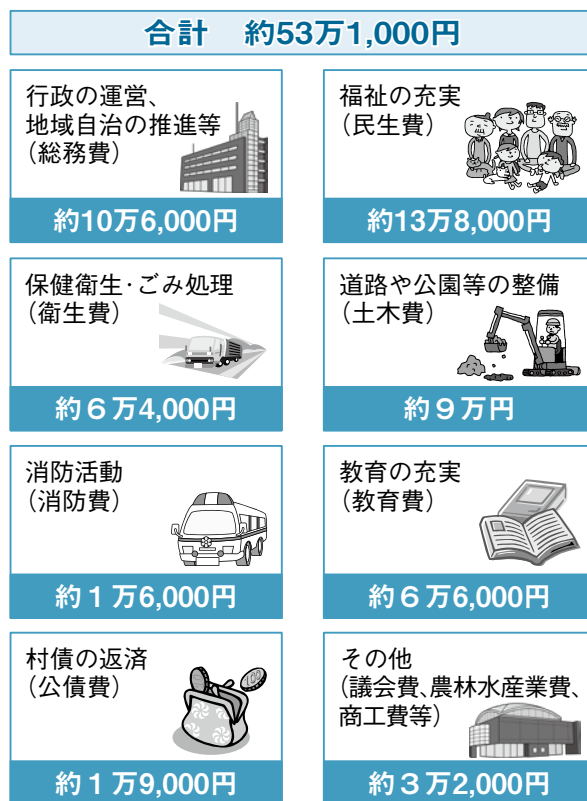 合計　約53万1,000円
行政の運営、
地域自治の推進等
（総務費）
約10万6,000円
福祉の充実
（民生費）
約13万8,000円
保健衛生・ごみ処理
（衛生費）
約6万4,000円
道路や公園等の整備
（土木費）
約9万円
消防活動
（消防費）
約1万6,000円
教育の充実
（教育費）
約6万6,000円
村債の返済
（公債費）
100
約1万9,000円
その他
（議会費、農林水産業費、
商工費等）
約3万2,000円